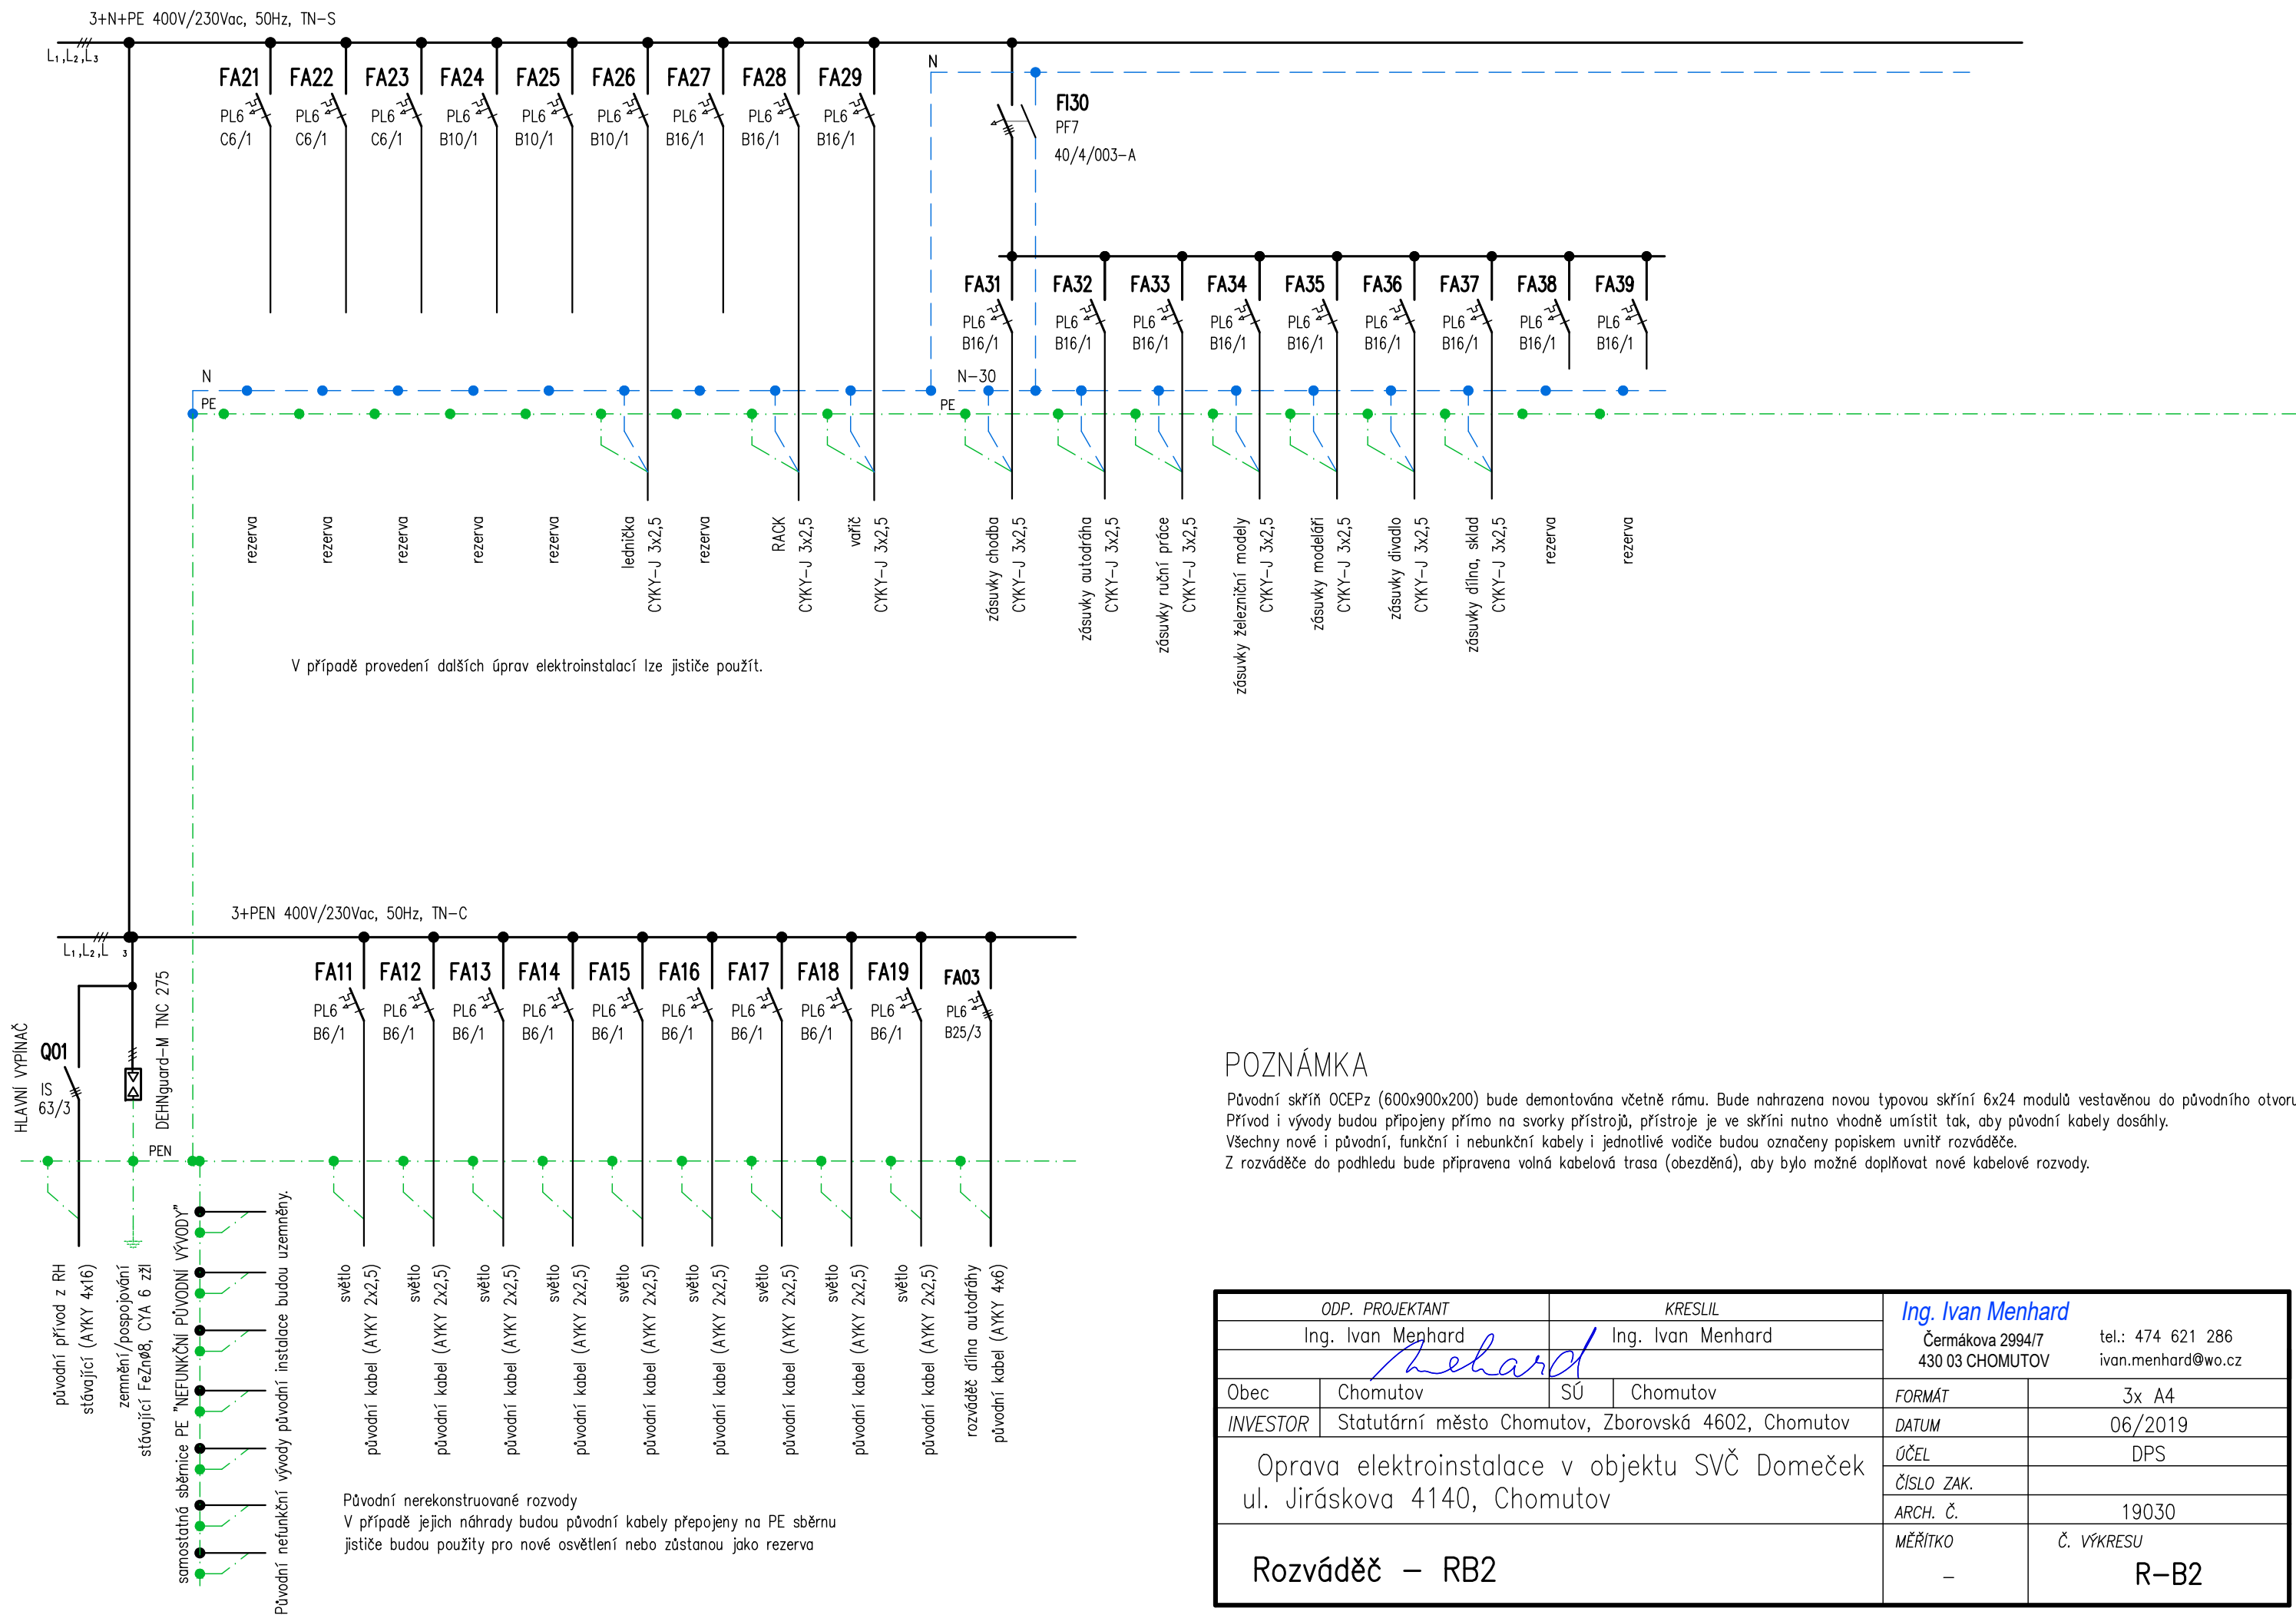 3+N+PE 400V/230Vac, 50Hz, TN-S
L1,L2,L3
FA21 FA22 FA23 FA24 FA25 FA26 FA27 FA28 FA29
PL6 PL6 PL6 PL6 PL6 PL6 PL6 PL6 PL6
C6/1 C6/1 C6/1 B10/1 B10/1 B10/1 B16/1 B16/1 B16/1
N
FI30
PF7
40/4/003-A
FA31 FA32 FA33 FA34 FA35 FA36 FA37 FA38 FA39
PL6 PL6 PL6 PL6 PL6 PL6 PL6 PL6 PL6
B16/1 B16/1 B16/1 B16/1 B16/1 B16/1 B16/1 B16/1 B16/1
N
N-30
PE
PE
rezerva
rezerva
rezerva
rezerva
rezerva
lednička
CYKY-J 3x2,5
rezerva
RACK
CYKY-J 3x2,5
vařič
CYKY-J 3x2,5
zásuvky chodba
CYKY-J 3x2,5
zásuvky autodráha
CYKY-J 3x2,5
zásuvky ruční práce
CYKY-J 3x2,5
zásuvky železniční modely
CYKY-J 3x2,5
zásuvky modeláři
CYKY-J 3x2,5
zásuvky divadlo
CYKY-J 3x2,5
zásuvky dílna, sklad
CYKY-J 3x2,5
rezerva
rezerva
V případě provedení dalších úprav elektroinstalací lze jističe použít.
3+PEN 400V/230Vac, 50Hz, TN-C
L1,L2,L 3
FA11 FA12 FA13 FA14 FA15 FA16 FA17 FA18 FA19 FA03
PL6 PL6 PL6 PL6 PL6 PL6 PL6 PL6 PL6 PL6
B6/1 B6/1 B6/1 B6/1 B6/1 B6/1 B6/1 B6/1 B6/1 B25/3
HLAVNÍ VYPÍNAČ
Q01
IS
63/3
DEHNguard-M TNC 275
PEN
původní přívod z RH
stávající (AYKY 4x16)
zemnění/pospojování
stávající FeZnø8, CYA 6 zžl
samostatná sběrnice PE "NEFUNKČNÍ PŮVODNÍ VÝVODY"
Původní nefunkční vývody původní instalace budou uzemněny.
světlo
původní kabel (AYKY 2x2,5)
světlo
původní kabel (AYKY 2x2,5)
světlo
původní kabel (AYKY 2x2,5)
světlo
původní kabel (AYKY 2x2,5)
světlo
původní kabel (AYKY 2x2,5)
světlo
původní kabel (AYKY 2x2,5)
světlo
původní kabel (AYKY 2x2,5)
světlo
původní kabel (AYKY 2x2,5)
světlo
původní kabel (AYKY 2x2,5)
rozváděč dílna autodráhy
původní kabel (AYKY 4x6)
Původní nerekonstruované rozvody
V případě jejich náhrady budou původní kabely přepojeny na PE sběrnu
jističe budou použity pro nové osvětlení nebo zůstanou jako rezerva
POZNÁMKA
Původní skříň OCEPz (600x900x200) bude demontována včetně rámu. Bude nahrazena novou typovou skříní 6x24 modulů vestavěnou do původního otvoru
Přívod i vývody budou připojeny přímo na svorky přístrojů, přístroje je ve skříni nutno vhodně umístit tak, aby původní kabely dosáhly.
Všechny nové i původní, funkční i nebunkční kabely i jednotlivé vodiče budou označeny popiskem uvnitř rozváděče.
Z rozváděče do podhledu bude připravena volná kabelová trasa (obezděná), aby bylo možné doplňovat nové kabelové rozvody.
ODP. PROJEKTANT KRESLIL
Ing. Ivan Menhard Ing. Ivan Menhard
Menhard
Ing. Ivan Menhard
Čermákova 2994/7
430 03 CHOMUTOV
tel.: 474 621 286
ivan.menhard@wo.cz
Obec Chomutov SÚ Chomutov
INVESTOR Statutární město Chomutov, Zborovská 4602, Chomutov
Oprava elektroinstalace v objektu SVČ Domeček
ul. Jiráskova 4140, Chomutov
Rozváděč - RB2
FORMÁT 3x A4
DATUM 06/2019
ÚČEL DPS
ČÍSLO ZAK.
ARCH. Č. 19030
MĚŘÍTKO -
Č. VÝKRESU
R-B2